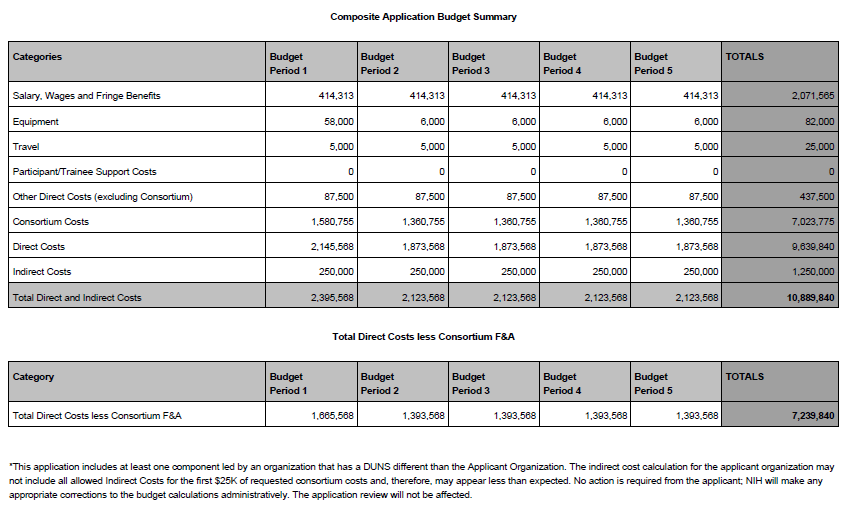 Composite Application Budget Summary
Categories Budget Period 1 Budget Period 2 Budget Period 3 Budget Period 4 Budget Period 5 TOTALS
Salary, Wages and Fringe Benefits 414,313 414,313 414,313 414,313 414,313 2,071,565
Equipment 58,000 6,000 6,000 6,000 6,000 82,000
Travel 5,000 5,000 5,000 5,000 5,000 25,000
Participant/Trainee Support Costs 0 0 0 0 0 0
Other Direct Costs (excluding Consortium) 87,500 87,500 87,500 87,500 87,500 437,500
Consortium Costs 1,580,755 1,360,755 1,360,755 1,360,755 1,360,755 7,023,775
Direct Costs 2,145,568 1,873,568 1,873,568 1,873,568 1,873,568 9,639,840
Indirect Costs 250,000 250,000 250,000 250,000 250,000 1,250,000
Total Direct and Indirect Costs 2,395,568 2,123,568 2,123,568 2,123,568 2,123,568 10,889,840
Total Direct Costs less Consortium F&A
Category Budget Period 1 Budget Period 2 Budget Period 3 Budget Period 4 Budget Period 5 TOTALS
Total Direct Costs less Consortium F&A 1,665,568 1,393,568 1,393,568 1,393,568 1,393,568 7,239,840
*This application includes at least one component led by an organization that has a DUNS different than the Applicant Organization. The indirect cost calculation for the applicant organization may
not include all allowed Indirect Costs for the first $25K of requested consortium costs and, therefore, may appear less than expected. No action is required from the applicant; NIH will make any
appropriate corrections to the budget calculations administratively. The application review will not be affected.